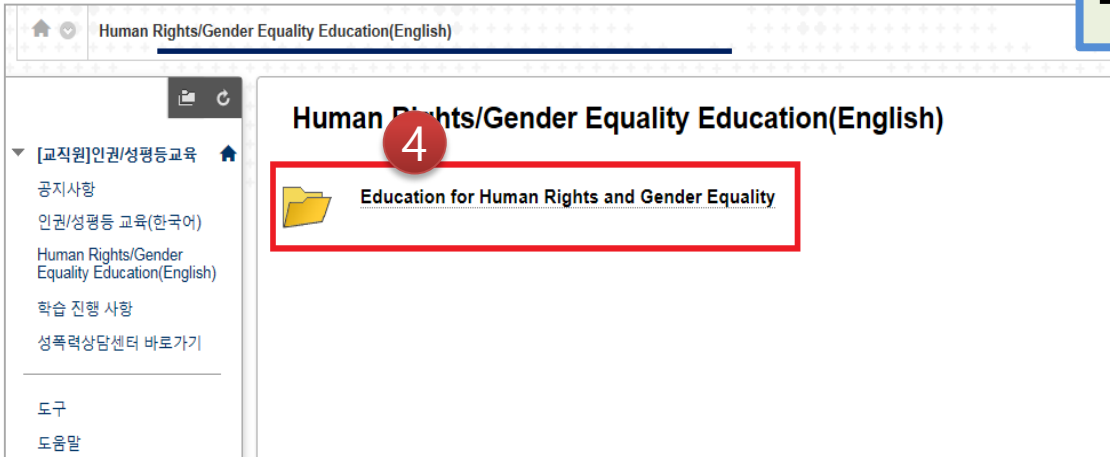 Human Rights/Gender Equality Education(English)
[교직원]인권/성평등교육
공지사항
인권/성평등 교육(한국어)
Human Rights/Gender
Equality Education(English)
학습 진행 사항
성폭력상담센터 바로가기
도구
도움말
Human Rights/Gender Equality Education(English)
4
Education for Human Rights and Gender Equality